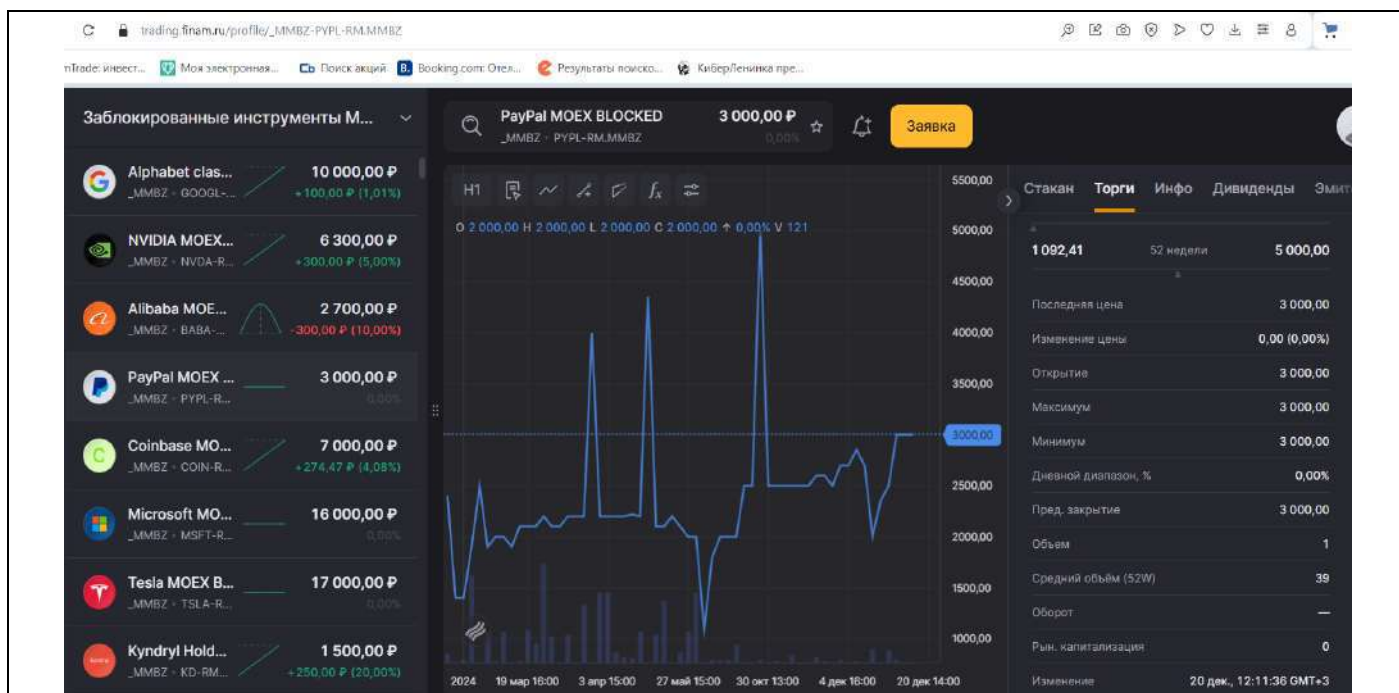 trading.finam.ru/profile/_MMBZ-PYPL-RM.MMBZ
nTrade: инвест... Моя электронная... Поиск акций Booking.com: Отел... Результаты поиско... КиберЛенинка пре...
Заблокированные инструменты М...
Alphabet clas... 10 000,00 ₽
_MMBZ · GOOGL-... +100,00 ₽ (1,01%)
NVIDIA MOEX... 6 300,00 ₽
_MMBZ · NVDA-R... +300,00 ₽ (5,00%)
Alibaba MOE... 2 700,00 ₽
_MMBZ · BABA-... -300,00 ₽ (10,00%)
PayPal MOEX ... 3 000,00 ₽
_MMBZ · PYPL-R... 0,00%
Coinbase MO... 7 000,00 ₽
_MMBZ · COIN-R... +274,47 ₽ (4,08%)
Microsoft MO... 16 000,00 ₽
_MMBZ · MSFT-R... 0,00%
Tesla MOEX B... 17 000,00 ₽
_MMBZ · TSLA-R... 0,00%
Kyndryl Hold... 1 500,00 ₽
_MMBZ · KD-RM... +250,00 ₽ (20,00%)
PayPal MOEX BLOCKED 3 000,00 ₽
_MMBZ · PYPL-RM.MMBZ 0,00%
Заявка
H1
O 2 000,00 H 2 000,00 L 2 000,00 C 2 000,00 ↑ 0,00% V 121
5500,00
5000,00
4500,00
4000,00
3500,00
3000,00
2500,00
2000,00
1500,00
1000,00
2024 19 мар 16:00 3 апр 15:00 27 май 15:00 30 окт 13:00 4 дек 16:00 20 дек 14:00
Стакан Торги Инфо Дивиденды Эмит
1 092,41 52 недели 5 000,00
Последняя цена 3 000,00
Изменение цены 0,00 (0,00%)
Открытие 3 000,00
Максимум 3 000,00
Минимум 3 000,00
Дневной диапазон, % 0,00%
Пред. закрытие 3 000,00
Объем 1
Средний объём (52W) 39
Оборот —
Рын. капитализация 0
Изменение 20 дек., 12:11:36 GMT+3